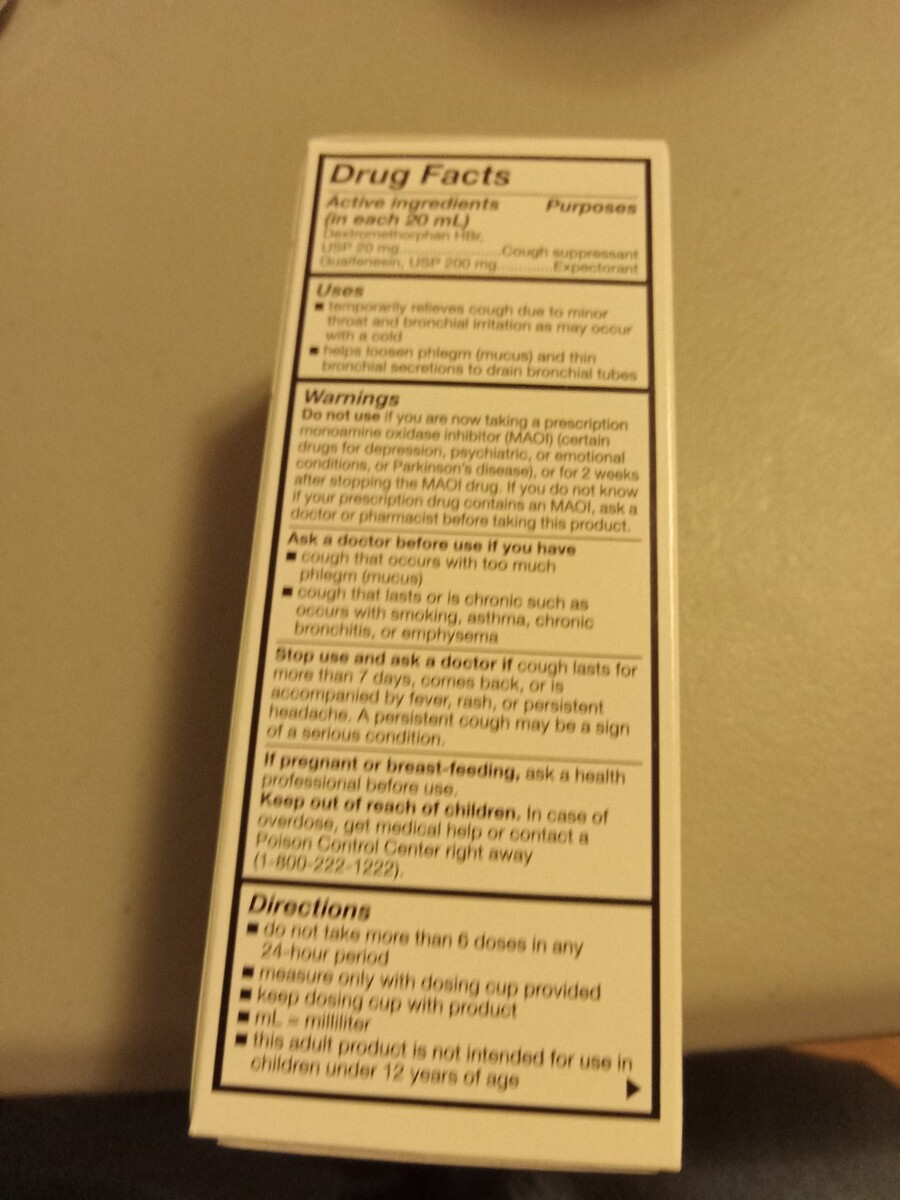 Drug Facts
Active ingredients Purposes
(in each 20 mL)
Dextromethorphan HBr,
USP 20 mg..........................Cough suppressant
Guaifenesin, USP 200 mg............Expectorant
Uses
■ temporarily relieves cough due to minor
throat and bronchial irritation as may occur
with a cold
■ helps loosen phlegm (mucus) and thin
bronchial secretions to drain bronchial tubes
Warnings
Do not use if you are now taking a prescription
monoamine oxidase inhibitor (MAOI) (certain
drugs for depression, psychiatric, or emotional
conditions, or Parkinson's disease), or for 2 weeks
after stopping the MAOI drug. If you do not know
if your prescription drug contains an MAOI, ask a
doctor or pharmacist before taking this product.
Ask a doctor before use if you have
■ cough that occurs with too much
phlegm (mucus)
■ cough that lasts or is chronic such as
occurs with smoking, asthma, chronic
bronchitis, or emphysema
Stop use and ask a doctor if cough lasts for
more than 7 days, comes back, or is
accompanied by fever, rash, or persistent
headache. A persistent cough may be a sign
of a serious condition.
If pregnant or breast-feeding, ask a health
professional before use.
Keep out of reach of children. In case of
overdose, get medical help or contact a
Poison Control Center right away
(1-800-222-1222).
Directions
■ do not take more than 6 doses in any
24-hour period
■ measure only with dosing cup provided
■ keep dosing cup with product
■ mL = milliliter
■ this adult product is not intended for use in
children under 12 years of age